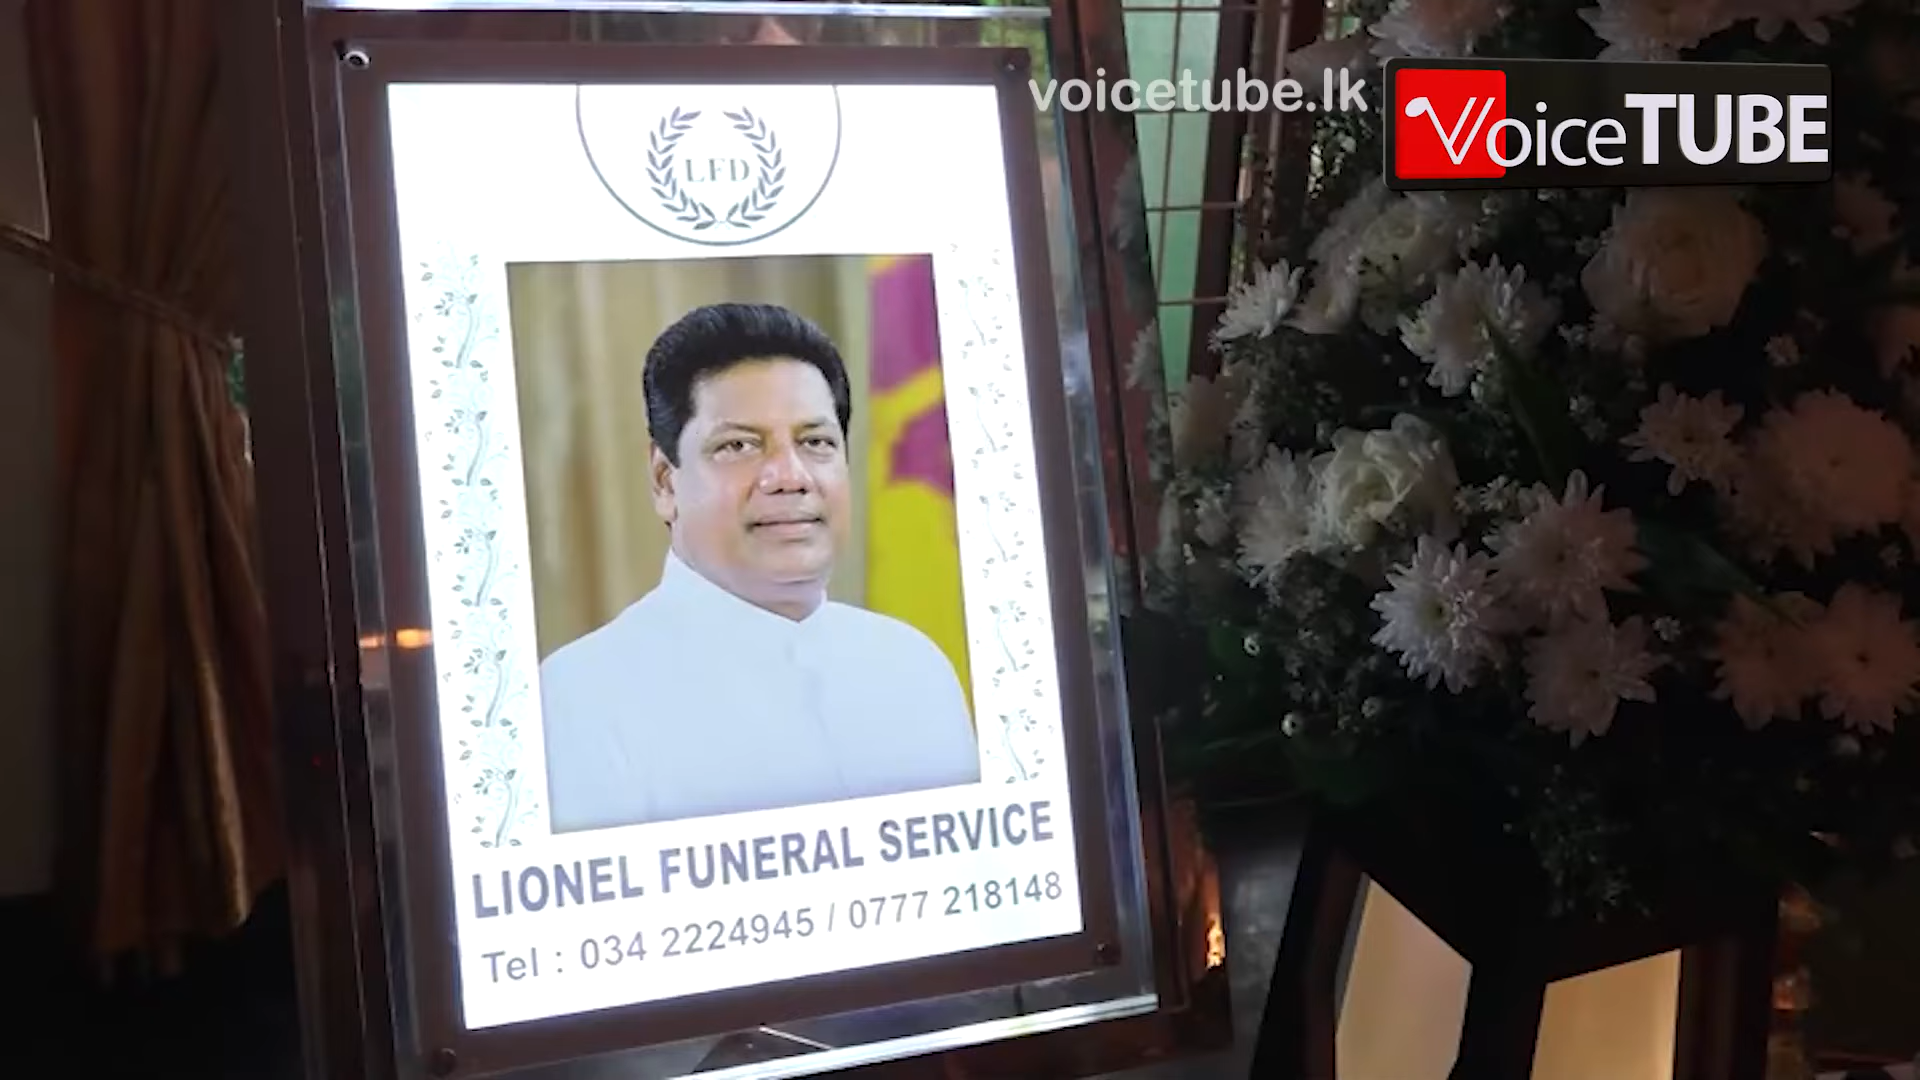 voicetube.lk
VoiceTUBE
LFD
LIONEL FUNERAL SERVICE
Tel : 034 2224945 / 0777 218148